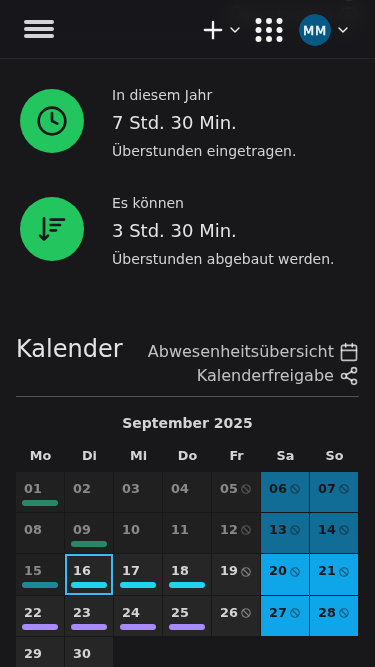 MM
In diesem Jahr
7 Std. 30 Min.
Überstunden eingetragen.
Es können
3 Std. 30 Min.
Überstunden abgebaut werden.
Kalender
Abwesenheitsübersicht
Kalenderfreigabe
September 2025
Mo Di Mi Do Fr Sa So
01 02 03 04 05 06 07
08 09 10 11 12 13 14
15 16 17 18 19 20 21
22 23 24 25 26 27 28
29 30